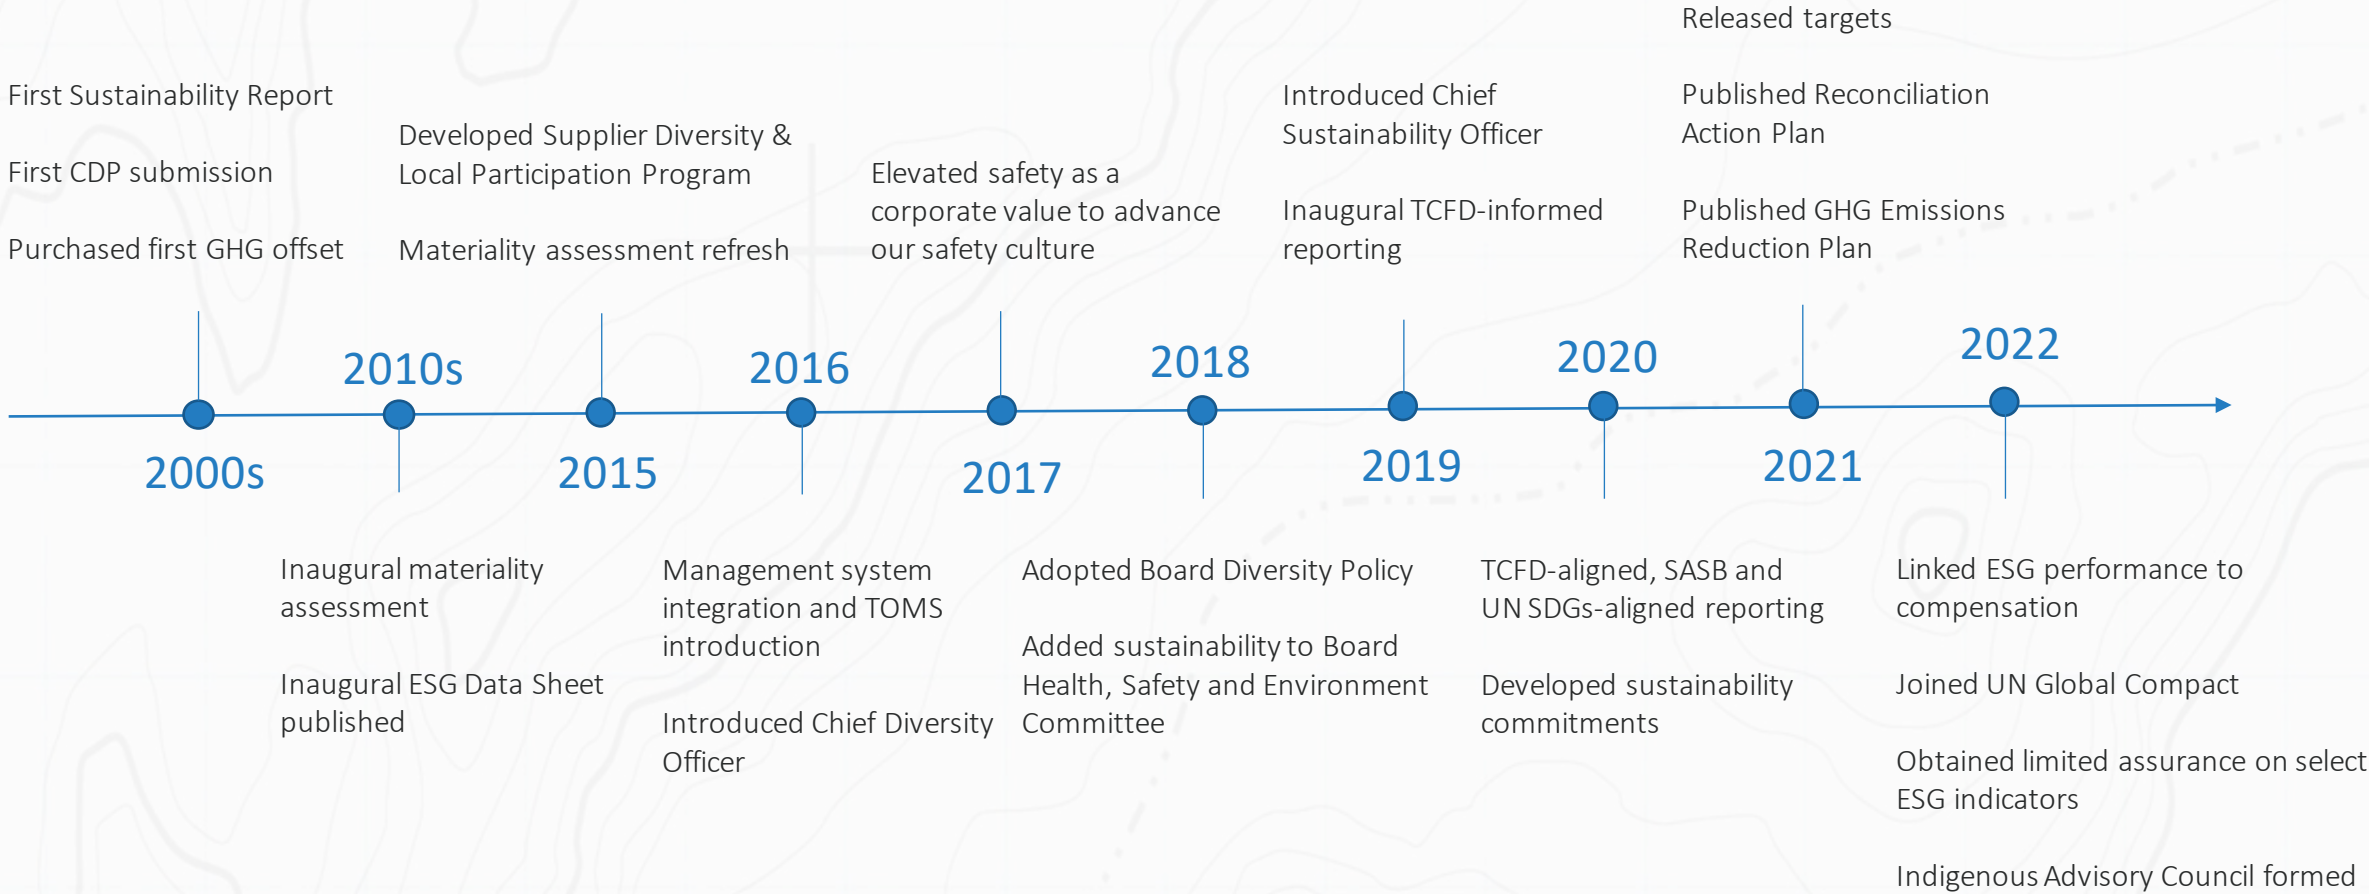 Released targets
First Sustainability Report
First CDP submission
Purchased first GHG offset
Developed Supplier Diversity &
Local Participation Program
Materiality assessment refresh
Elevated safety as a
corporate value to advance
our safety culture
Introduced Chief
Sustainability Officer
Inaugural TCFD-informed
reporting
Published Reconciliation
Action Plan
Published GHG Emissions
Reduction Plan
2000s
2010s
2015
2016
2017
2018
2019
2020
2021
2022
Inaugural materiality
assessment
Inaugural ESG Data Sheet
published
Management system
integration and TOMS
introduction
Introduced Chief Diversity
Officer
Adopted Board Diversity Policy
Added sustainability to Board
Health, Safety and Environment
Committee
TCFD-aligned, SASB and
UN SDGs-aligned reporting
Developed sustainability
commitments
Linked ESG performance to
compensation
Joined UN Global Compact
Obtained limited assurance on select
ESG indicators
Indigenous Advisory Council formed